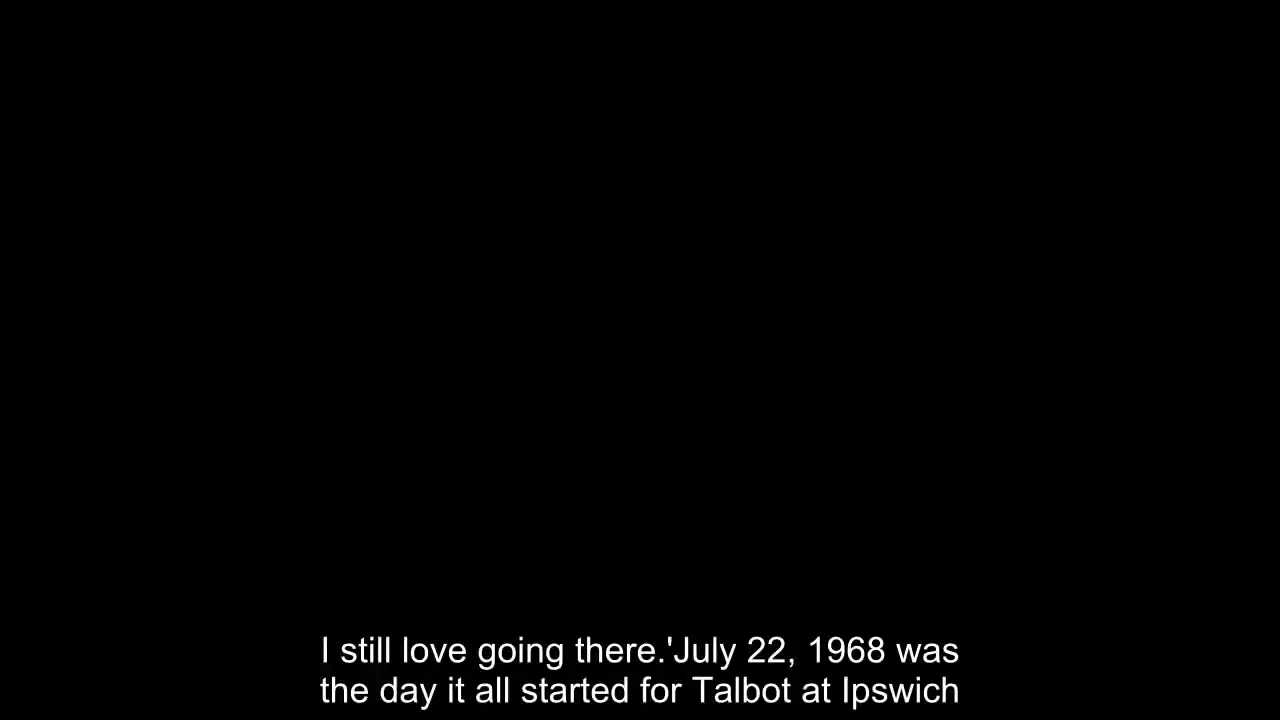 I still love going there.'July 22, 1968 was
the day it all started for Talbot at Ipswich